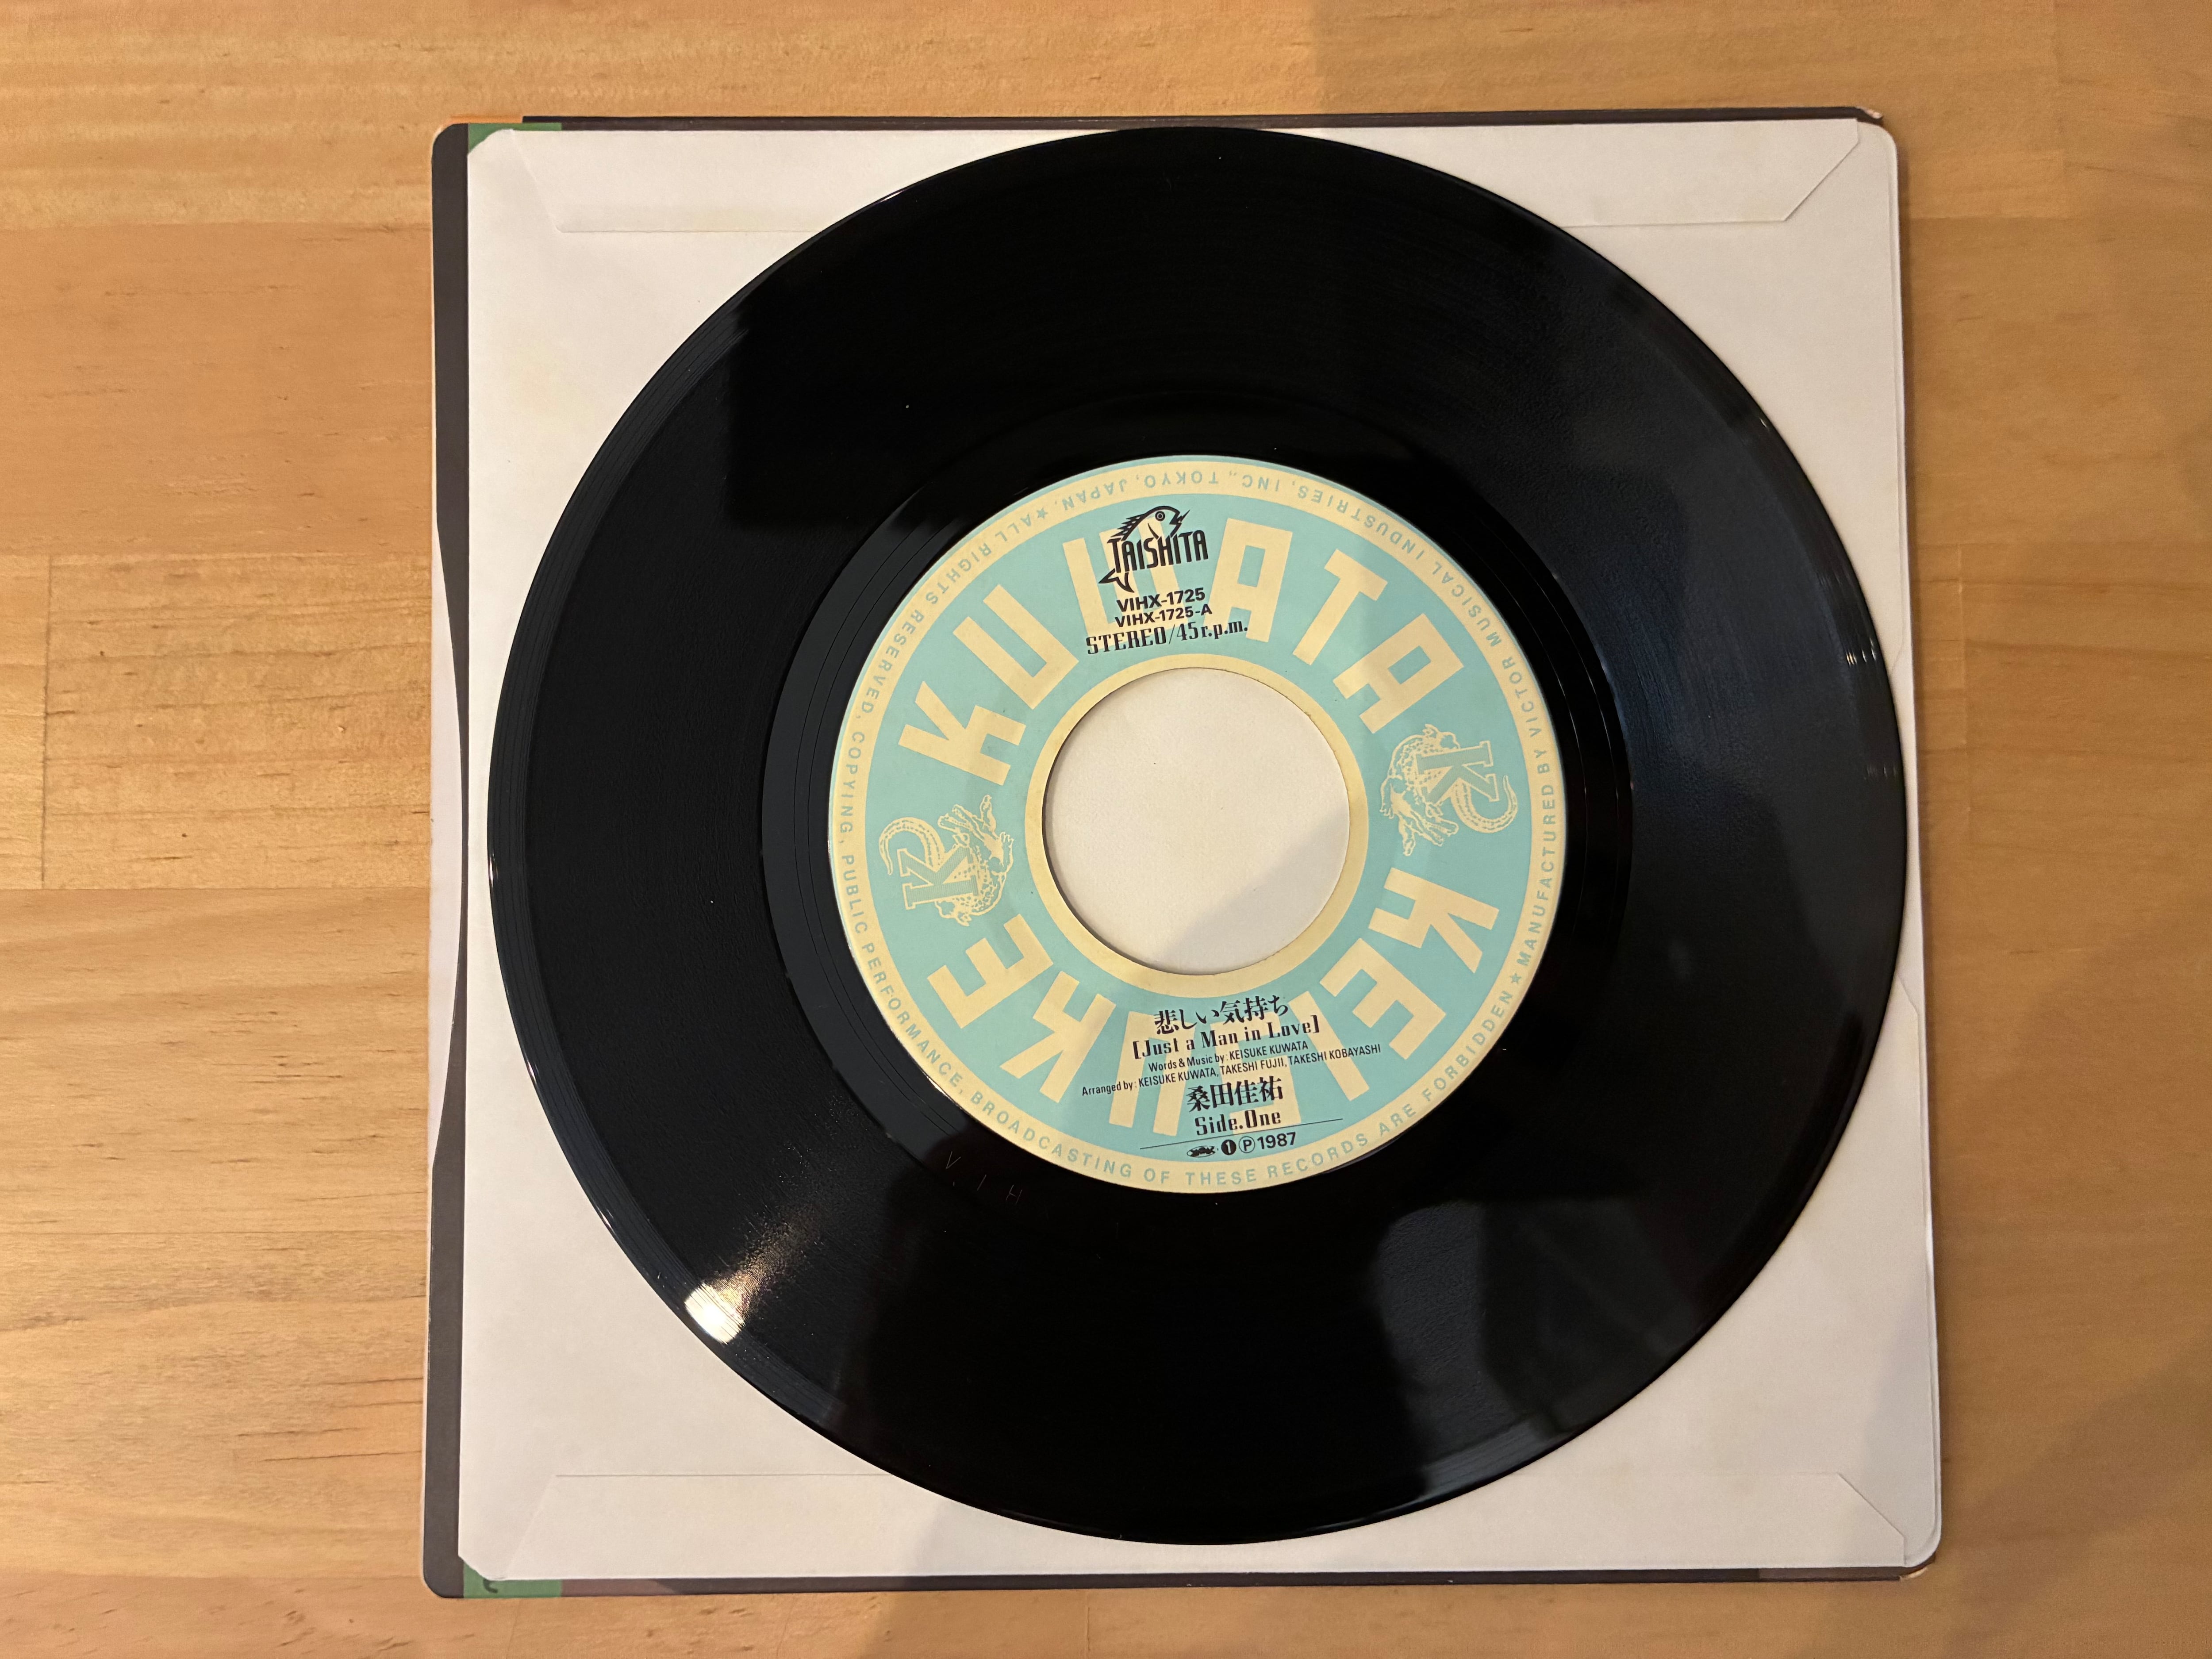 TAISHITA
VIHX-1725
VIHX-1725-A
STEREO/45r.p.m.
KUWATA KEISUKE
K
K
悲しい気持ち
[Just a Man in Love]
Words & Music by: KEISUKE KUWATA
Arranged by: KEISUKE KUWATA, TAKESHI FUJII, TAKESHI KOBAYASHI
桑田佳祐
Side.One
1 Ⓟ1987
★ MANUFACTURED BY VICTOR MUSICAL INDUSTRIES, INC., TOKYO, JAPAN. ★ ALL RIGHTS RESERVED. COPYING, PUBLIC PERFORMANCE, BROADCASTING OF THESE RECORDS ARE FORBIDDEN
VIH